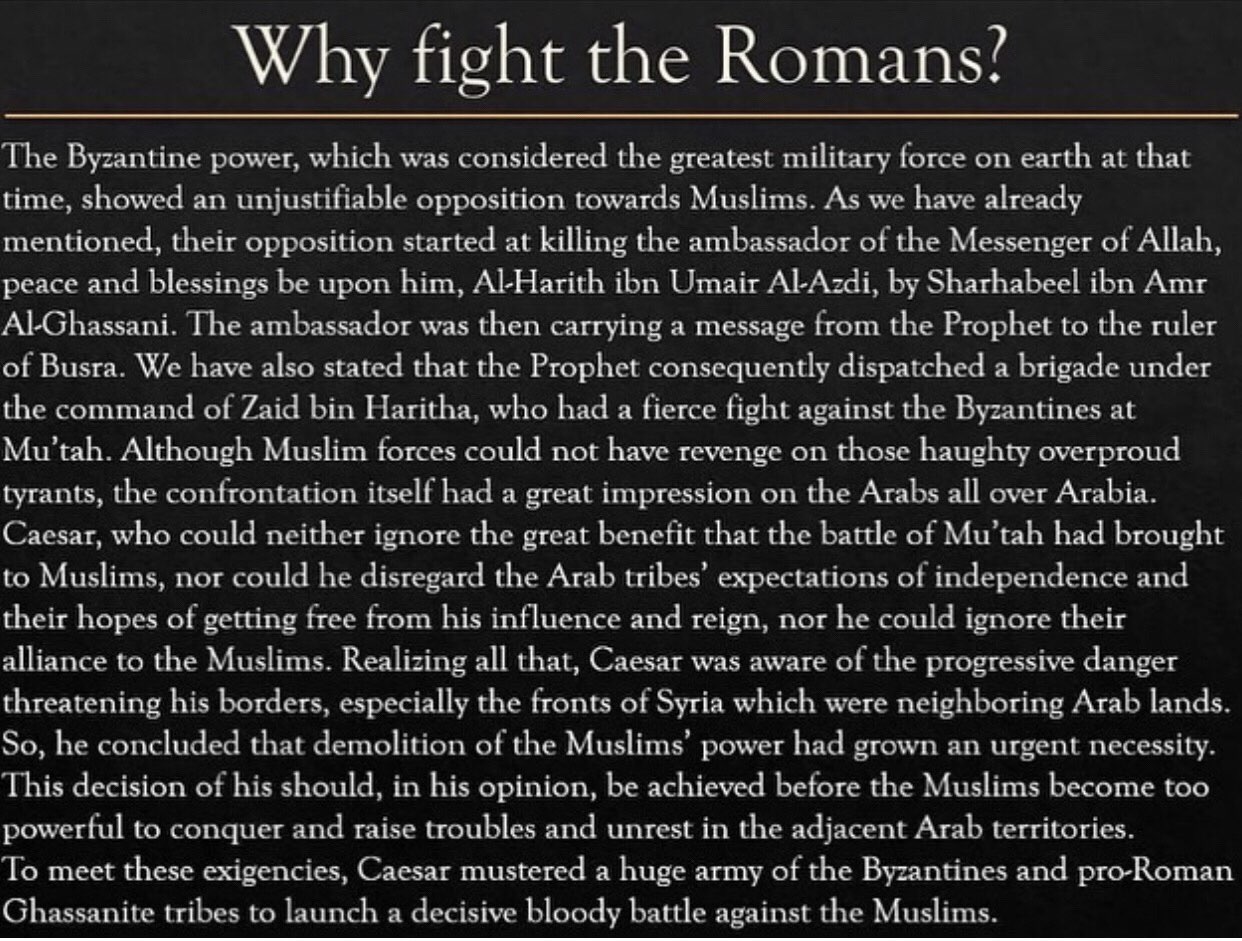 Why fight the Romans?
The Byzantine power, which was considered the greatest military force on earth at that
time, showed an unjustifiable opposition towards Muslims. As we have already
mentioned, their opposition started at killing the ambassador of the Messenger of Allah,
peace and blessings be upon him, Al-Harith ibn Umair Al-Azdi, by Sharhabeel ibn Amr
Al-Ghassani. The ambassador was then carrying a message from the Prophet to the ruler
of Busra. We have also stated that the Prophet consequently dispatched a brigade under
the command of Zaid bin Haritha, who had a fierce fight against the Byzantines at
Mu'tah. Although Muslim forces could not have revenge on those haughty overproud
tyrants, the confrontation itself had a great impression on the Arabs all over Arabia.
Caesar, who could neither ignore the great benefit that the battle of Mu'tah had brought
to Muslims, nor could he disregard the Arab tribes' expectations of independence and
their hopes of getting free from his influence and reign, nor he could ignore their
alliance to the Muslims. Realizing all that, Caesar was aware of the progressive danger
threatening his borders, especially the fronts of Syria which were neighboring Arab lands.
So, he concluded that demolition of the Muslims' power had grown an urgent necessity.
This decision of his should, in his opinion, be achieved before the Muslims become too
powerful to conquer and raise troubles and unrest in the adjacent Arab territories.
To meet these exigencies, Caesar mustered a huge army of the Byzantines and pro-Roman
Ghassanite tribes to launch a decisive bloody battle against the Muslims.